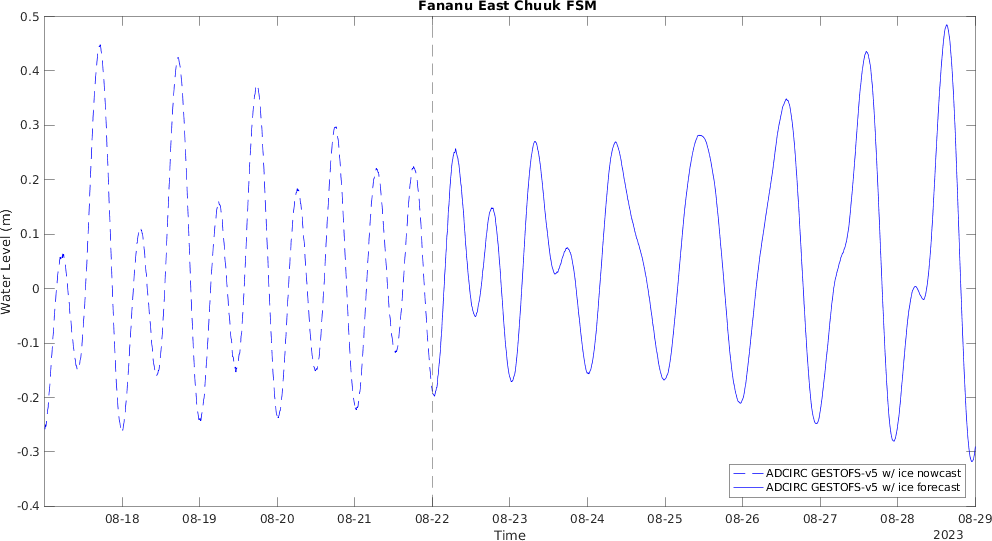 Fananu East Chuuk FSM
0.5
0.4
0.3
0.2
0.1
0
-0.1
-0.2
-0.3
-0.4
Water Level (m)
ADCIRC GESTOFS-v5 w/ ice nowcast
ADCIRC GESTOFS-v5 w/ ice forecast
08-18 08-19 08-20 08-21 08-22 08-23 08-24 08-25 08-26 08-27 08-28 08-29
Time
2023